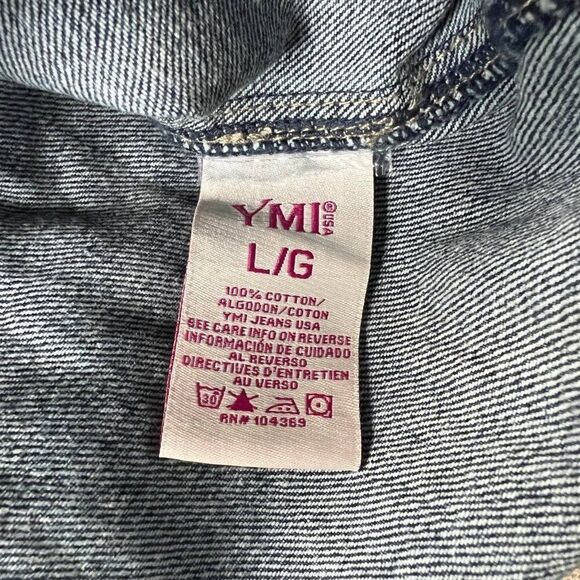 YMI® USA
L/G
100% COTTON/
ALGODON/COTON
YMI JEANS USA
SEE CARE INFO ON REVERSE
INFORMACIÓN DE CUIDADO
AL REVERSO
DIRECTIVES D'ENTRETIEN
AU VERSO
30
RN# 104369